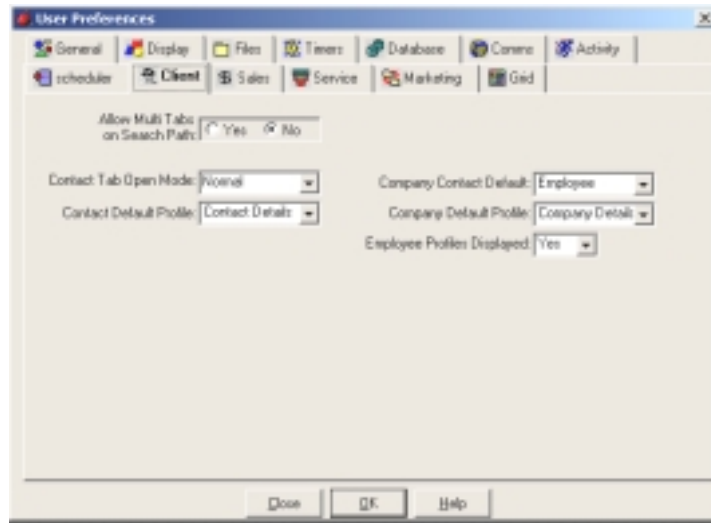 User Preferences
General Display Files Timers Database Comms Activity
scheduler Client Sales Service Marketing Grid
Allow Multi Tabs
on Search Path: Yes No
Contact Tab Open Mode: Normal Company Contact Default: Employee
Contact Default Profile: Contact Details Company Default Profile: Company Details
Employee Profiles Displayed: Yes
Close OK Help